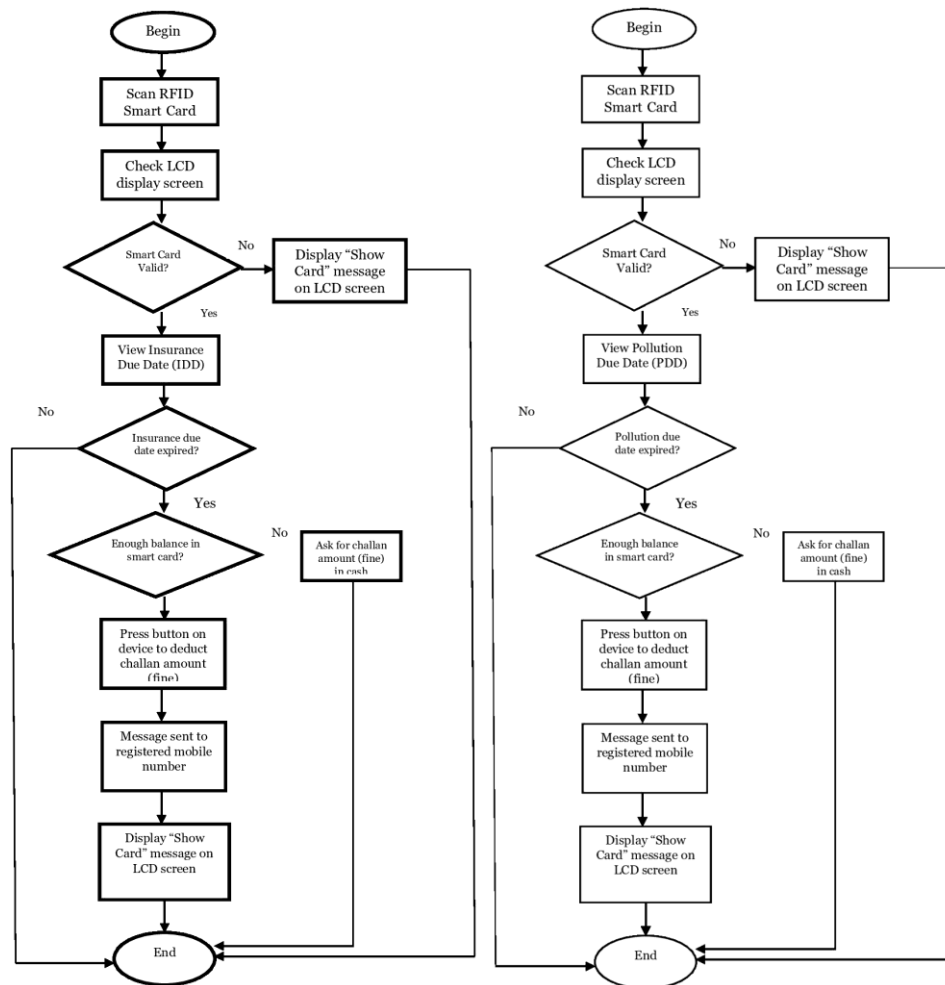 Begin
Scan RFID
Smart Card
Check LCD
display screen
Smart Card
Valid?
No
Display “Show
Card” message
on LCD screen
Yes
View Insurance
Due Date (IDD)
No
Insurance due
date expired?
Yes
Enough balance in
smart card?
No
Ask for challan
amount (fine)
in cash
Press button on
device to deduct
challan amount
(fine)
Message sent to
registered mobile
number
Display “Show
Card” message on
LCD screen
End
Begin
Scan RFID
Smart Card
Check LCD
display screen
Smart Card
Valid?
No
Display “Show
Card” message
on LCD screen
Yes
View Pollution
Due Date (PDD)
No
Pollution due
date expired?
Yes
Enough balance
in smart card?
No
Ask for challan
amount (fine)
in cash
Press button on
device to deduct
challan amount
(fine)
Message sent to
registered mobile
number
Display “Show
Card” message on
LCD screen
End